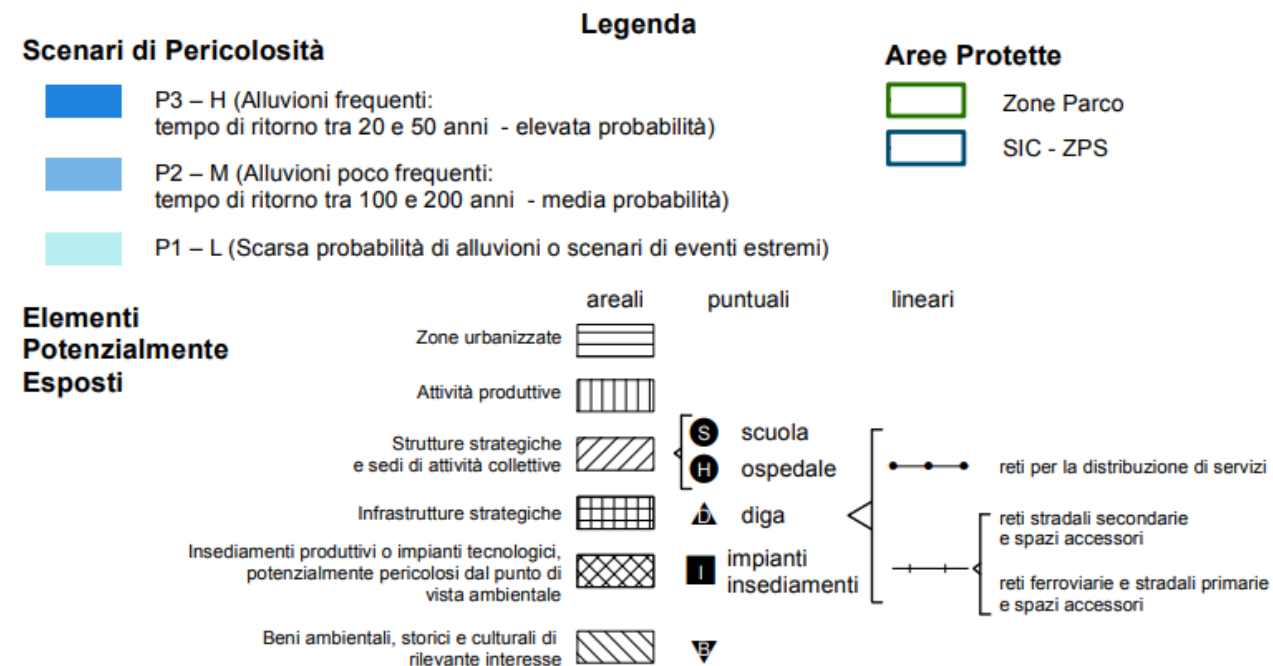 Legenda
Scenari di Pericolosità
P3 – H (Alluvioni frequenti:
tempo di ritorno tra 20 e 50 anni - elevata probabilità)
P2 – M (Alluvioni poco frequenti:
tempo di ritorno tra 100 e 200 anni - media probabilità)
P1 – L (Scarsa probabilità di alluvioni o scenari di eventi estremi)
Aree Protette
Zone Parco
SIC - ZPS
Elementi
Potenzialmente
Esposti
areali
puntuali
lineari
Zone urbanizzate
Attività produttive
Strutture strategiche
e sedi di attività collettive
S
scuola
H
ospedale
Infrastrutture strategiche
D
diga
Insediamenti produttivi o impianti tecnologici,
potenzialmente pericolosi dal punto di
vista ambientale
I
impianti
insediamenti
Beni ambientali, storici e culturali di
rilevante interesse
B
reti per la distribuzione di servizi
reti stradali secondarie
e spazi accessori
reti ferroviarie e stradali primarie
e spazi accessori